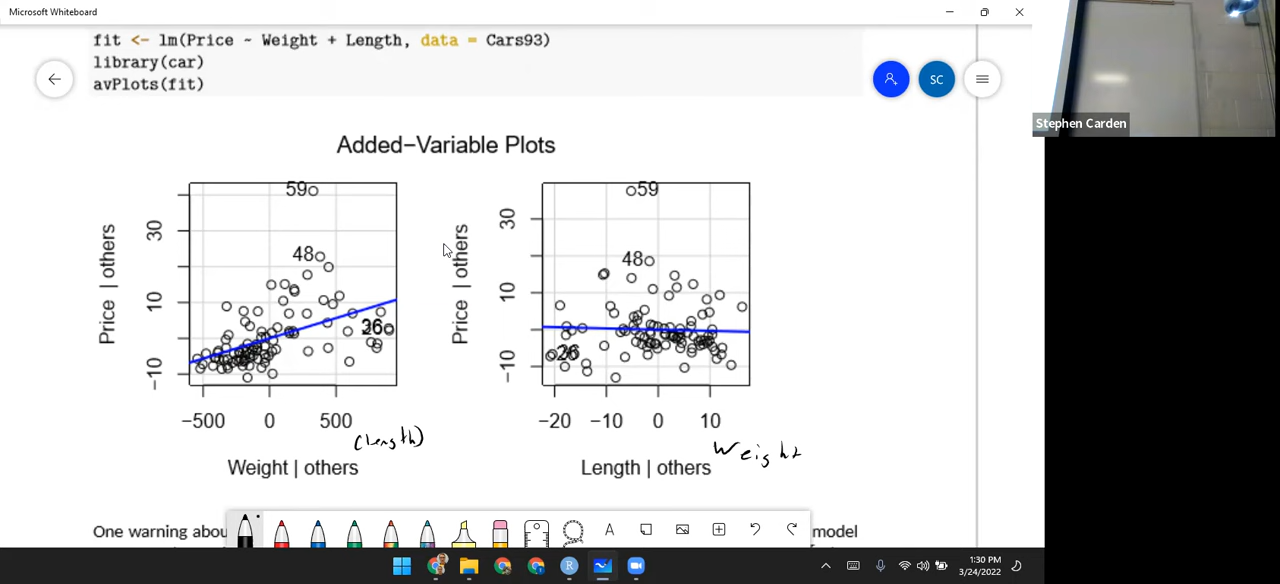 Microsoft Whiteboard
fit <- lm(Price ~ Weight + Length, data = Cars93)
library(car)
avPlots(fit)
SC
Stephen Carden
Added-Variable Plots
59
48
26
Price | others
-10 10 30
-500 0 500
(length)
Weight | others
59
48
26
Price | others
-10 10 30
-20 -10 0 10
Weight
Length | others
One warning abou
model
A
1:30 PM
3/24/2022